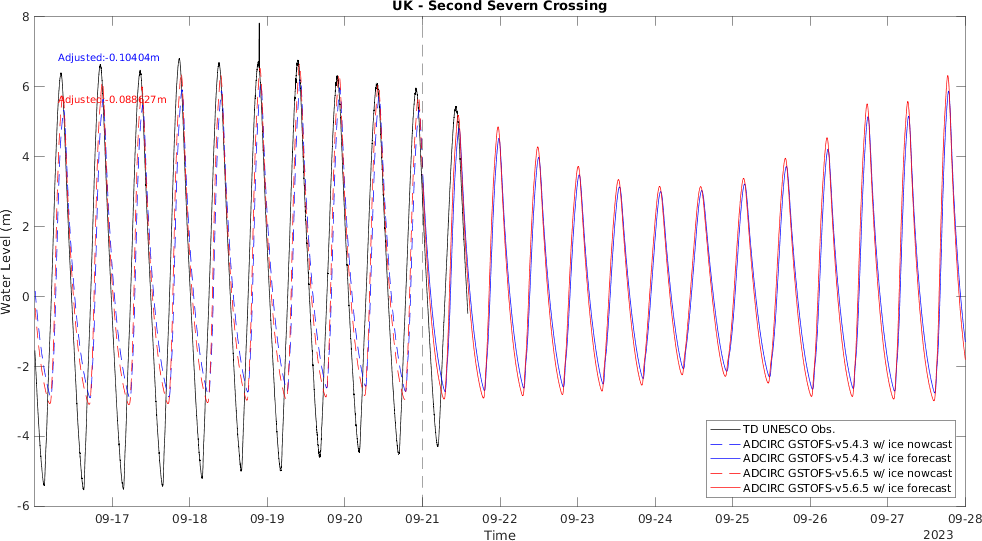 UK - Second Severn Crossing
8
6
4
2
0
-2
-4
-6
Water Level (m)
Adjusted:-0.10404m
Adjusted:-0.088627m
TD UNESCO Obs.
ADCIRC GSTOFS-v5.4.3 w/ ice nowcast
ADCIRC GSTOFS-v5.4.3 w/ ice forecast
ADCIRC GSTOFS-v5.6.5 w/ ice nowcast
ADCIRC GSTOFS-v5.6.5 w/ ice forecast
09-17 09-18 09-19 09-20 09-21 09-22 09-23 09-24 09-25 09-26 09-27 09-28
Time
2023